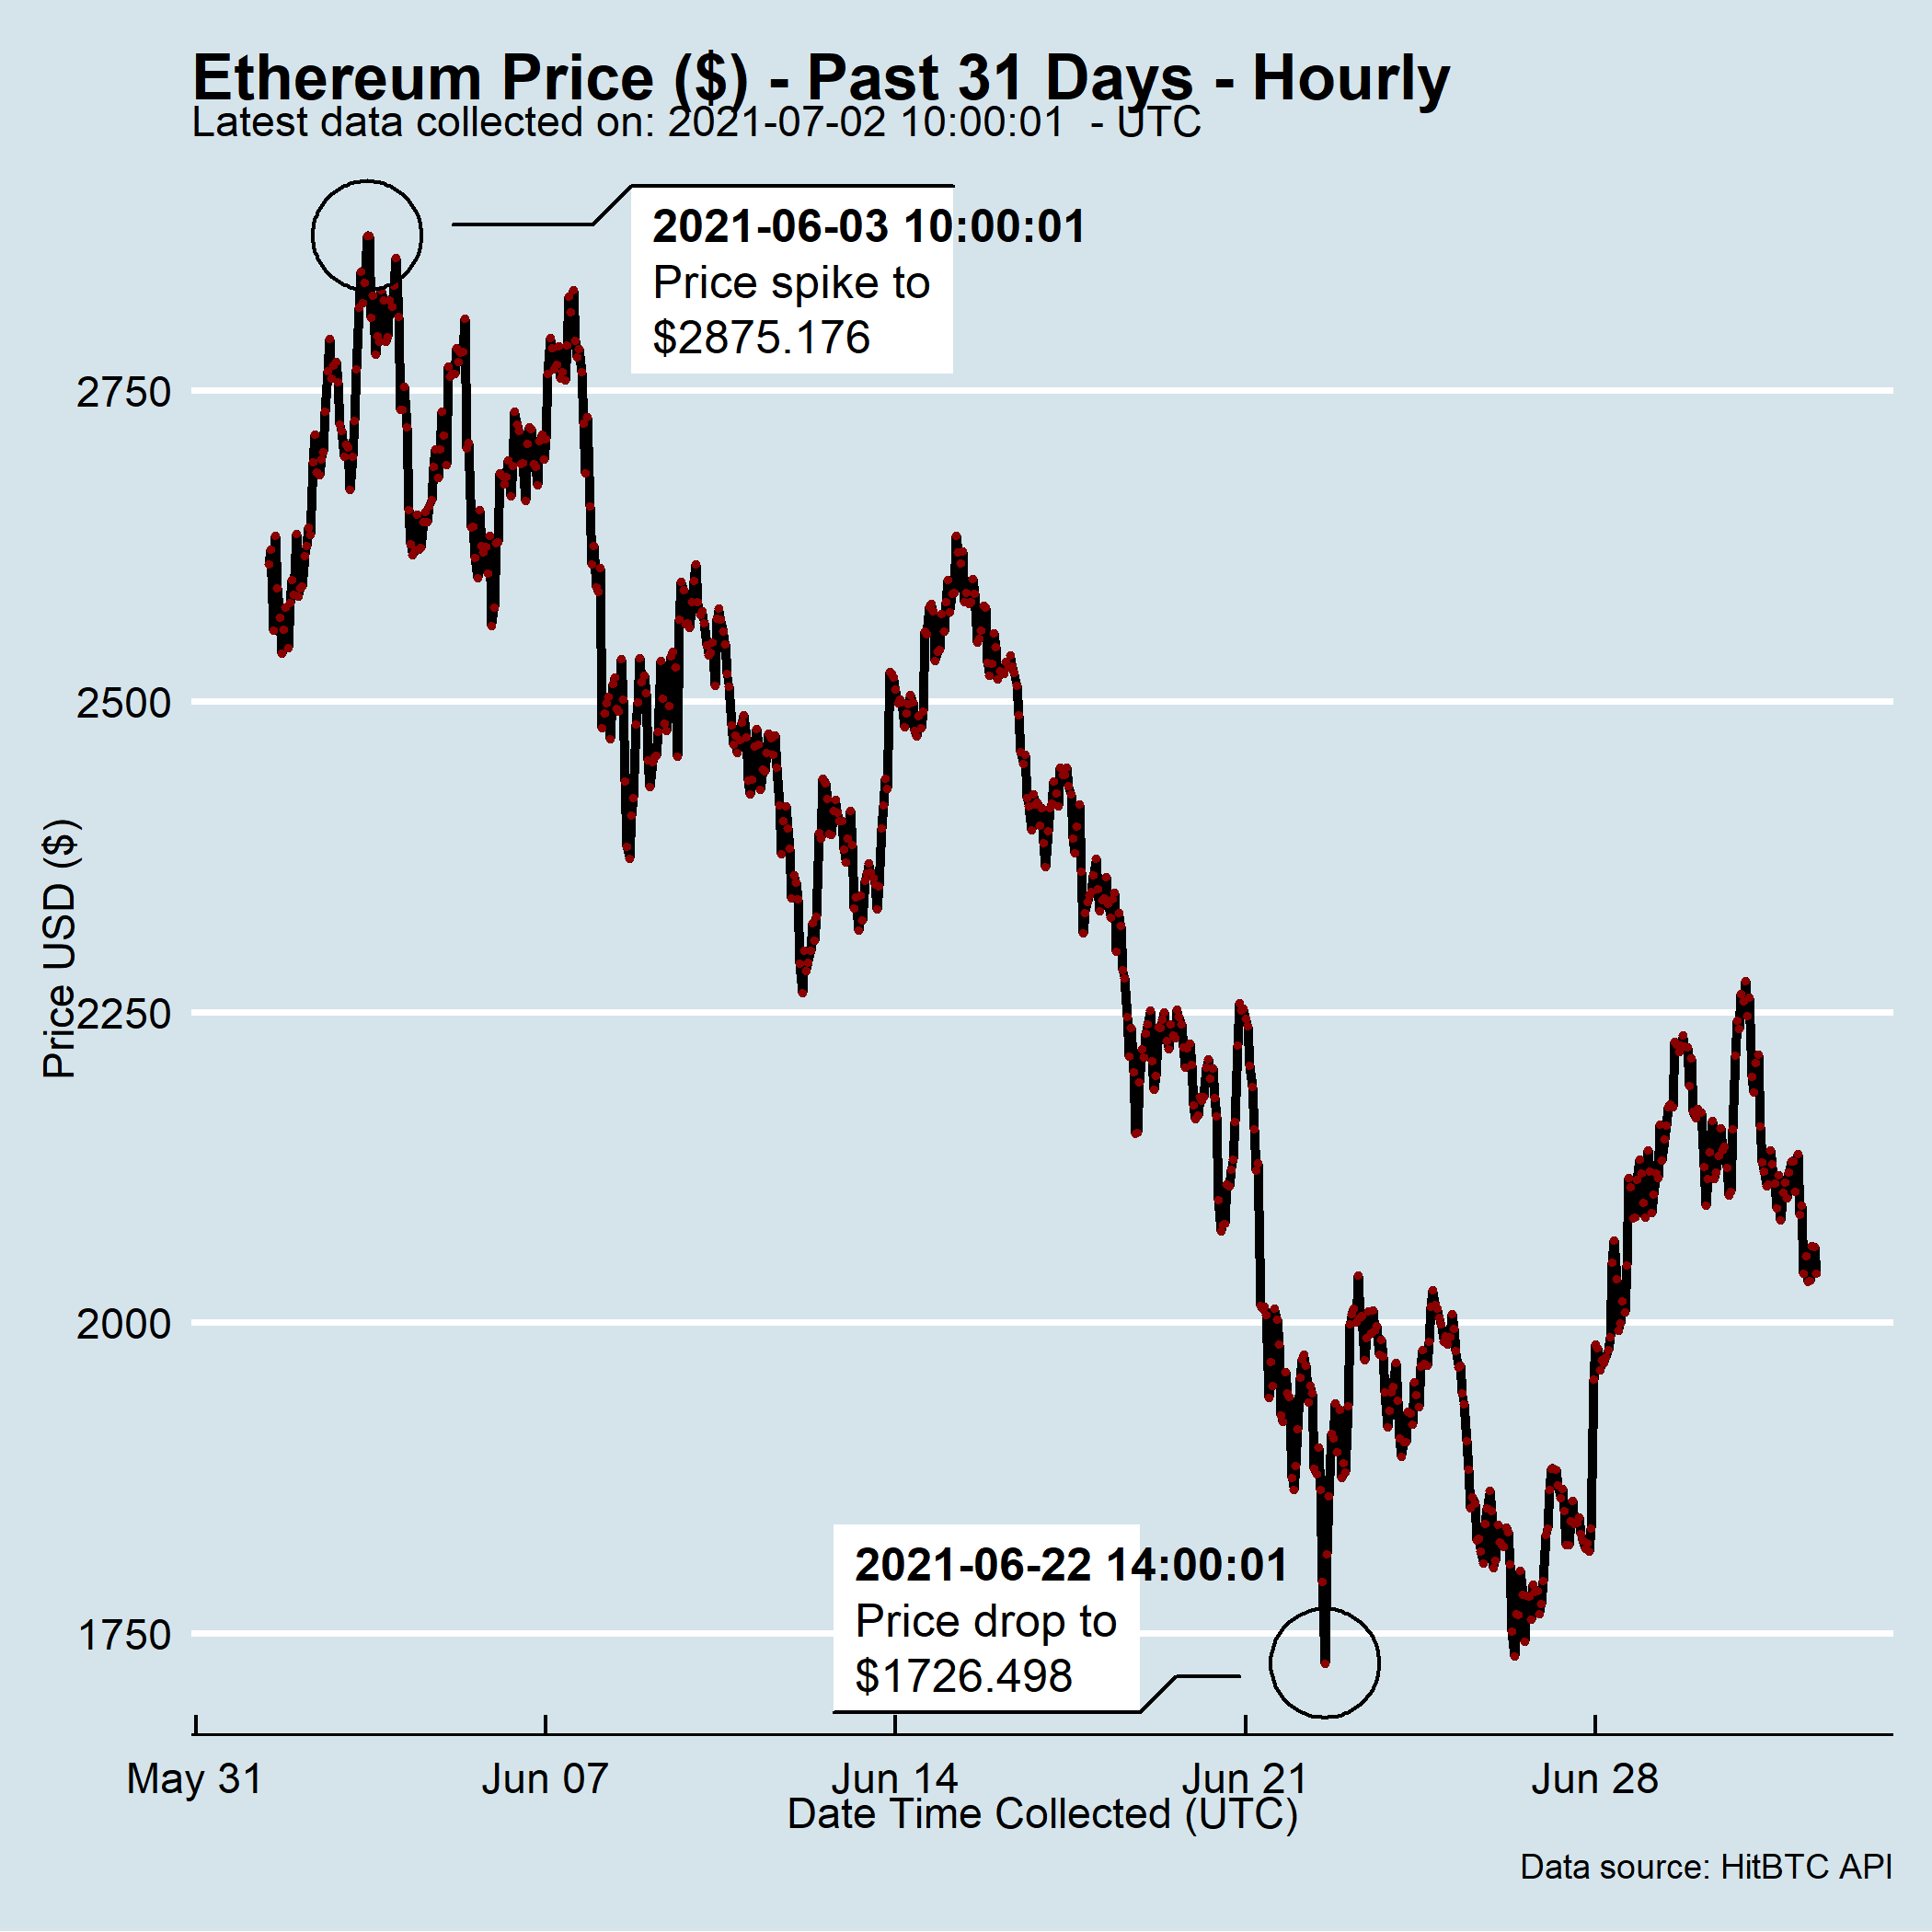 Ethereum Price ($) - Past 31 Days - Hourly
Latest data collected on: 2021-07-02 10:00:01  - UTC
2021-06-03 10:00:01
Price spike to
$2875.176
2750
2500
2250
2000
1750
Price USD ($)
2021-06-22 14:00:01
Price drop to
$1726.498
May 31
Jun 07
Jun 14
Jun 21
Jun 28
Date Time Collected (UTC)
Data source: HitBTC API